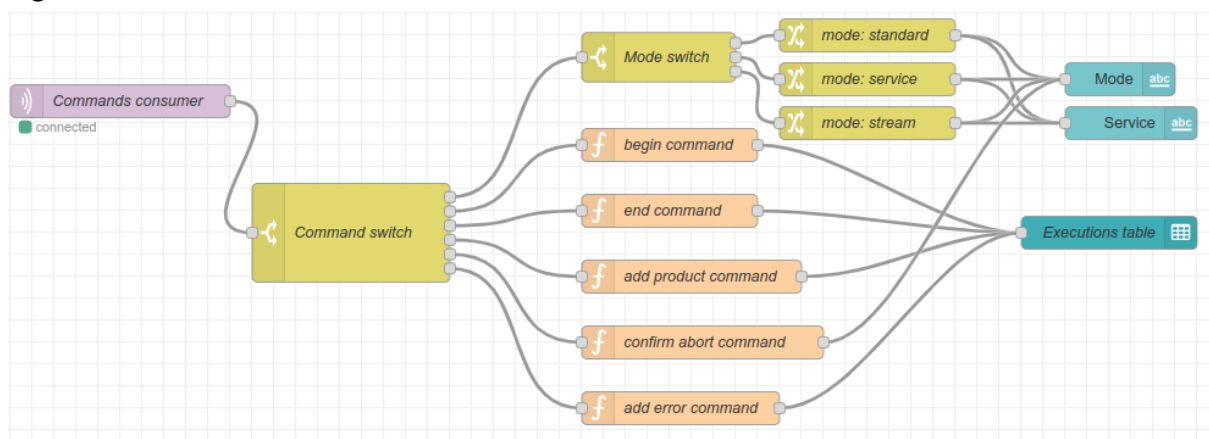 Commands consumer
connected
Command switch
Mode switch
mode: standard
mode: service
mode: stream
Mode
abc
Service
abc
begin command
end command
add product command
confirm abort command
add error command
Executions table